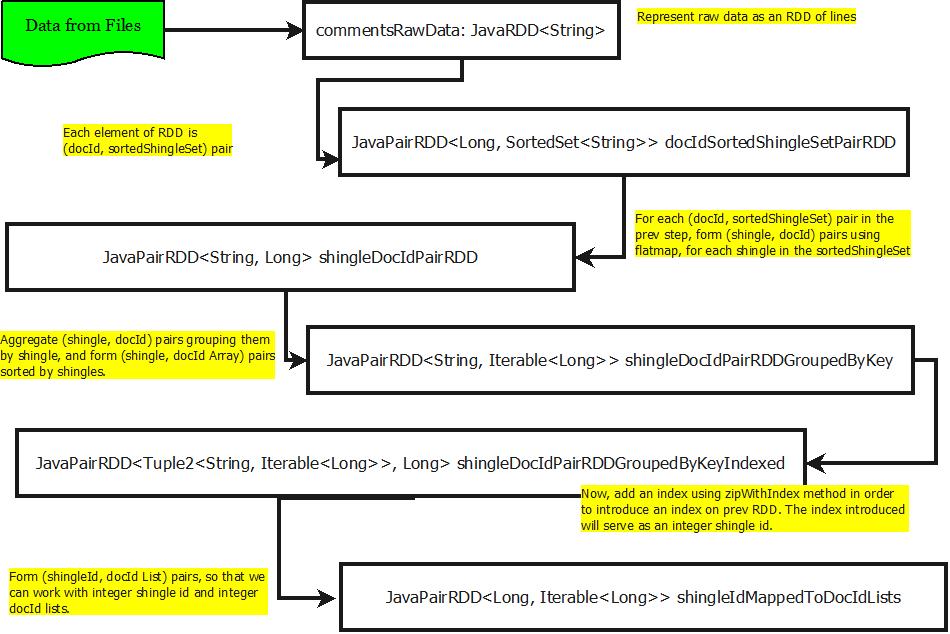 Data from Files
commentsRawData: JavaRDD<String>
Represent raw data as an RDD of lines
Each element of RDD is
(docId, sortedShingleSet) pair
JavaPairRDD<Long, SortedSet<String>> docIdSortedShingleSetPairRDD
For each (docId, sortedShingleSet) pair in the
prev step, form (shingle, docId) pairs using
flatmap, for each shingle in the sortedShingleSet
JavaPairRDD<String, Long> shingleDocIdPairRDD
Aggregate (shingle, docId) pairs grouping them
by shingle, and form (shingle, docId Array) pairs
sorted by shingles.
JavaPairRDD<String, Iterable<Long>> shingleDocIdPairRDDGroupedByKey
JavaPairRDD<Tuple2<String, Iterable<Long>>, Long> shingleDocIdPairRDDGroupedByKeyIndexed
Now, add an index using zipWithIndex method in order
to introduce an index on prev RDD. The index introduced
will serve as an integer shingle id.
Form (shingleId, docId List) pairs, so that we
can work with integer shingle id and integer
docId lists.
JavaPairRDD<Long, Iterable<Long>> shingleIdMappedToDocIdLists